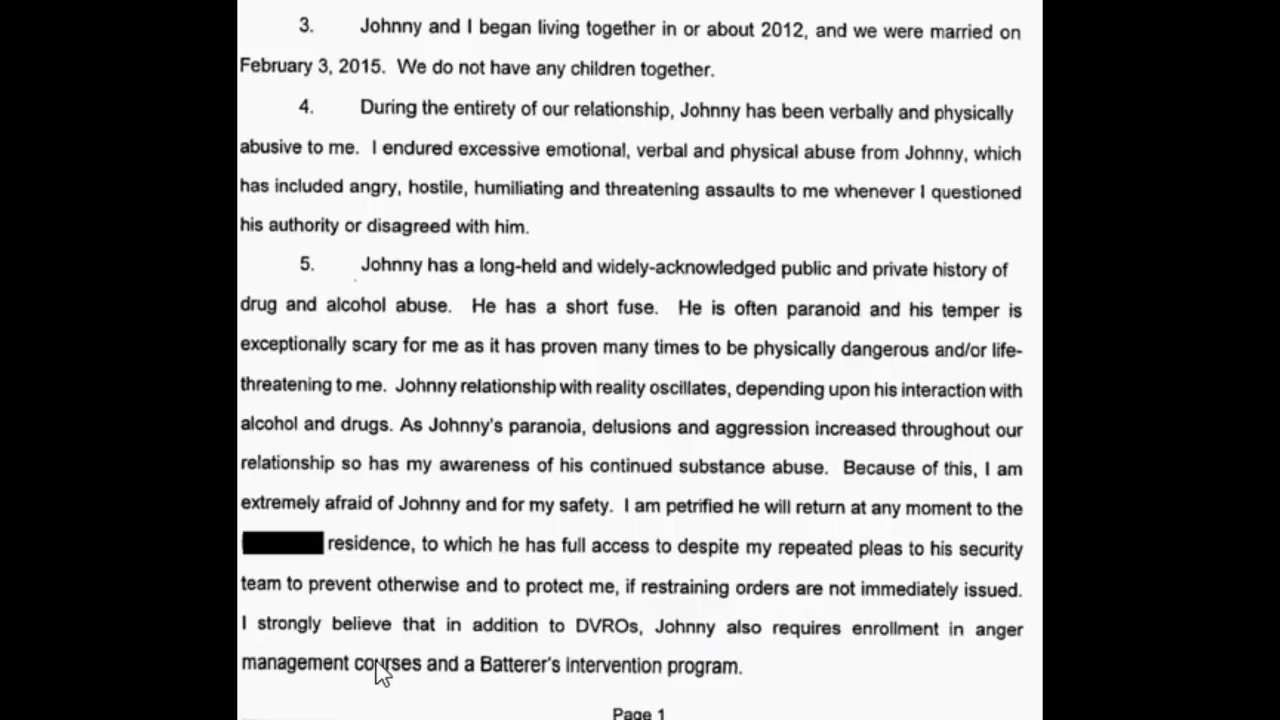 3. Johnny and I began living together in or about 2012, and we were married on
February 3, 2015. We do not have any children together.
4. During the entirety of our relationship, Johnny has been verbally and physically
abusive to me. I endured excessive emotional, verbal and physical abuse from Johnny, which
has included angry, hostile, humiliating and threatening assaults to me whenever I questioned
his authority or disagreed with him.
5. Johnny has a long-held and widely-acknowledged public and private history of
drug and alcohol abuse. He has a short fuse. He is often paranoid and his temper is
exceptionally scary for me as it has proven many times to be physically dangerous and/or life-
threatening to me. Johnny relationship with reality oscillates, depending upon his interaction with
alcohol and drugs. As Johnny's paranoia, delusions and aggression increased throughout our
relationship so has my awareness of his continued substance abuse. Because of this, I am
extremely afraid of Johnny and for my safety. I am petrified he will return at any moment to the
residence, to which he has full access to despite my repeated pleas to his security
team to prevent otherwise and to protect me, if restraining orders are not immediately issued.
I strongly believe that in addition to DVROs, Johnny also requires enrollment in anger
management courses and a Batterer's intervention program.
Page 1